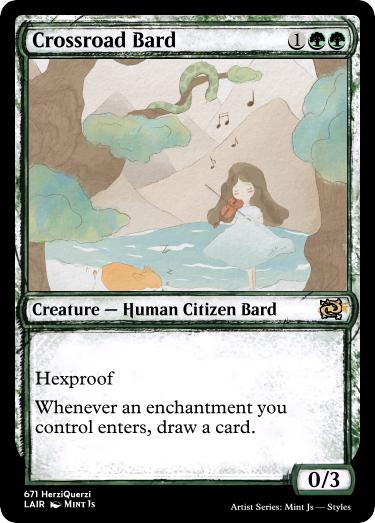 Crossroad Bard 1
Creature — Human Citizen Bard
Hexproof
Whenever an enchantment you
control enters, draw a card.
0/3
671 HerziQuerzi
LAIR Mint Js
Artist Series: Mint Js — Styles